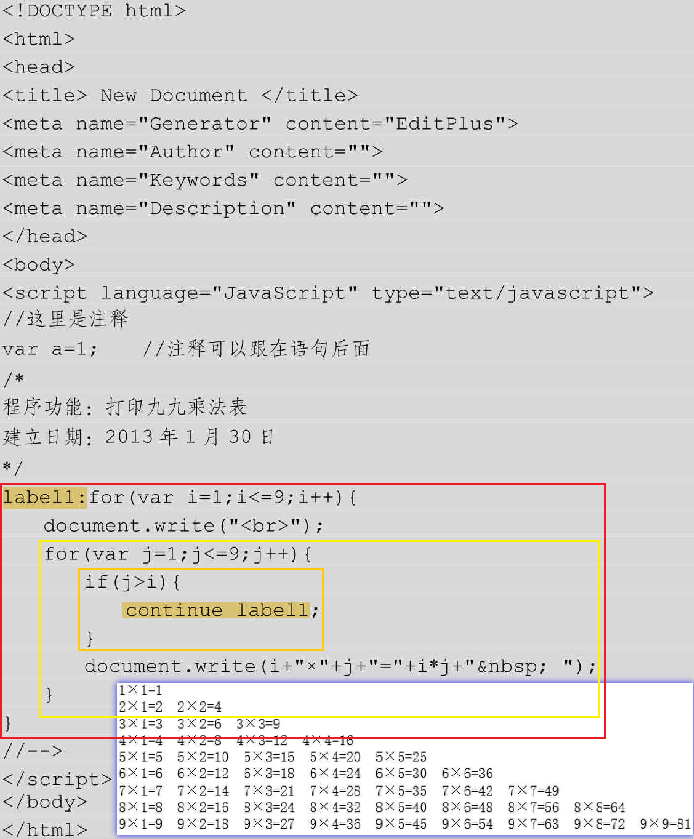 <!DOCTYPE html>
<html>
<head>
<title> New Document </title>
<meta name="Generator" content="EditPlus">
<meta name="Author" content="">
<meta name="Keywords" content="">
<meta name="Description" content="">
</head>
<body>
<script language="JavaScript" type="text/javascript">
//这里是注释
var a=1; //注释可以跟在语句后面
/*
程序功能：打印九九乘法表
建立日期：2013年1月30日
*/
label1:for(var i=1;i<=9;i++){
document.write("<br>");
for(var j=1;j<=9;j++){
if(j>i){
continue label1;
}
document.write(i+"×"+j+"="+i*j+"&nbsp; ");
}
}
//-->
</script>
</body>
</html>
1×1=1
2×1=2 2×2=4
3×1=3 3×2=6 3×3=9
4×1=4 4×2=8 4×3=12 4×4=16
5×1=5 5×2=10 5×3=15 5×4=20 5×5=25
6×1=6 6×2=12 6×3=18 6×4=24 6×5=30 6×6=36
7×1=7 7×2=14 7×3=21 7×4=28 7×5=35 7×6=42 7×7=49
8×1=8 8×2=16 8×3=24 8×4=32 8×5=40 8×6=48 8×7=56 8×8=64
9×1=9 9×2=18 9×3=27 9×4=36 9×5=45 9×6=54 9×7=63 9×8=72 9×9=81